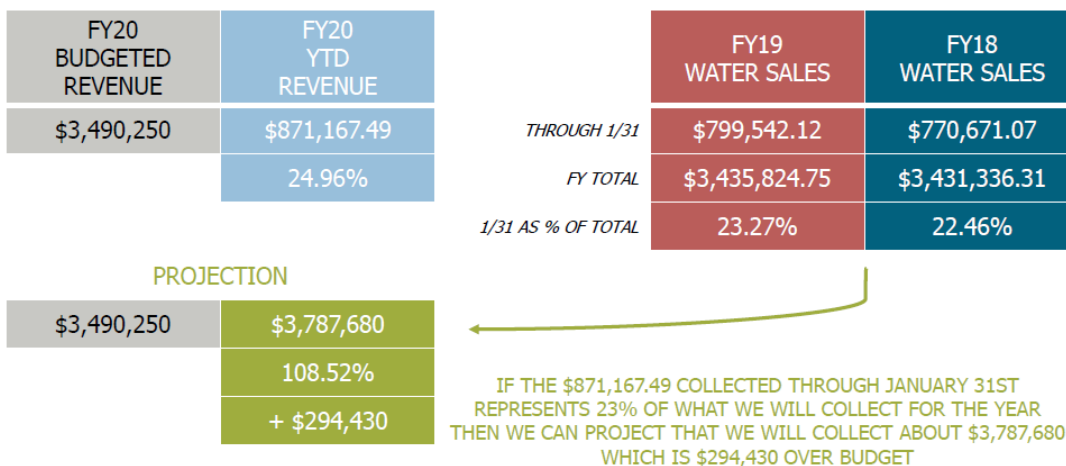 FY20
BUDGETED
REVENUE
FY20
YTD
REVENUE
$3,490,250
$871,167.49
24.96%
FY19
WATER SALES
FY18
WATER SALES
THROUGH 1/31
$799,542.12
$770,671.07
FY TOTAL
$3,435,824.75
$3,431,336.31
1/31 AS % OF TOTAL
23.27%
22.46%
PROJECTION
$3,490,250
$3,787,680
108.52%
+ $294,430
IF THE $871,167.49 COLLECTED THROUGH JANUARY 31ST
REPRESENTS 23% OF WHAT WE WILL COLLECT FOR THE YEAR
THEN WE CAN PROJECT THAT WE WILL COLLECT ABOUT $3,787,680
WHICH IS $294,430 OVER BUDGET